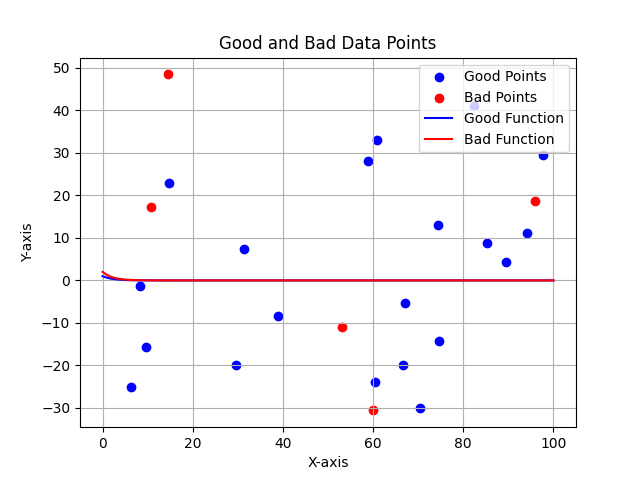 Good and Bad Data Points
Good Points
Bad Points
Good Function
Bad Function
50
40
30
20
10
0
−10
−20
−30
Y-axis
0 20 40 60 80 100
X-axis